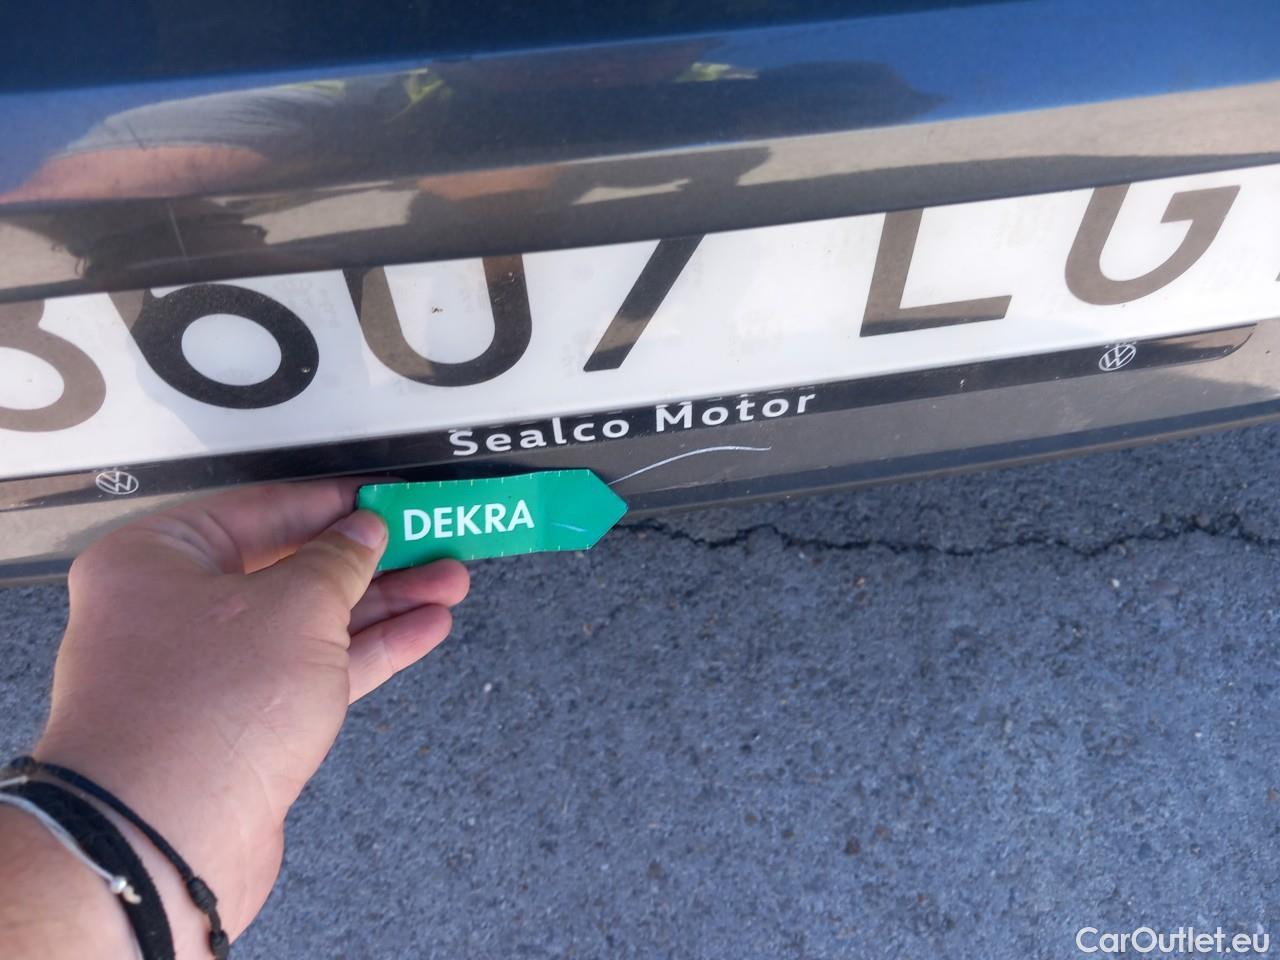 3607 LG
Sealco Motor
DEKRA
CarOutlet.eu